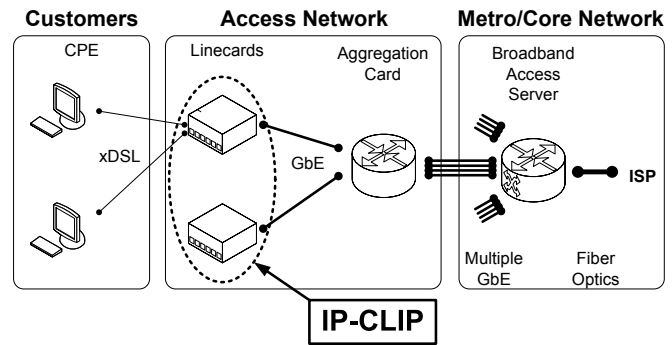 Customers
Access Network
Metro/Core Network
CPE
Linecards
Aggregation
Card
Broadband
Access
Server
xDSL
GbE
ISP
Multiple
GbE
Fiber
Optics
IP-CLIP